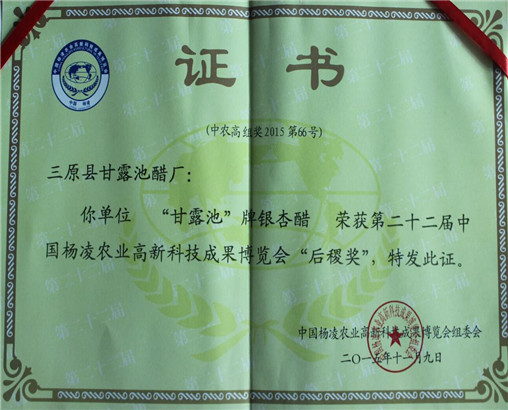 证书
(中农高组奖2015第66号)
三原县甘露池醋厂：
你单位 “甘露池”牌银杏醋 荣获第二十二届中
国杨凌农业高新科技成果博览会“后稷奖”，特发此证。
中国杨凌农业高新科技成果博览会组委会
二〇一五年十一月九日